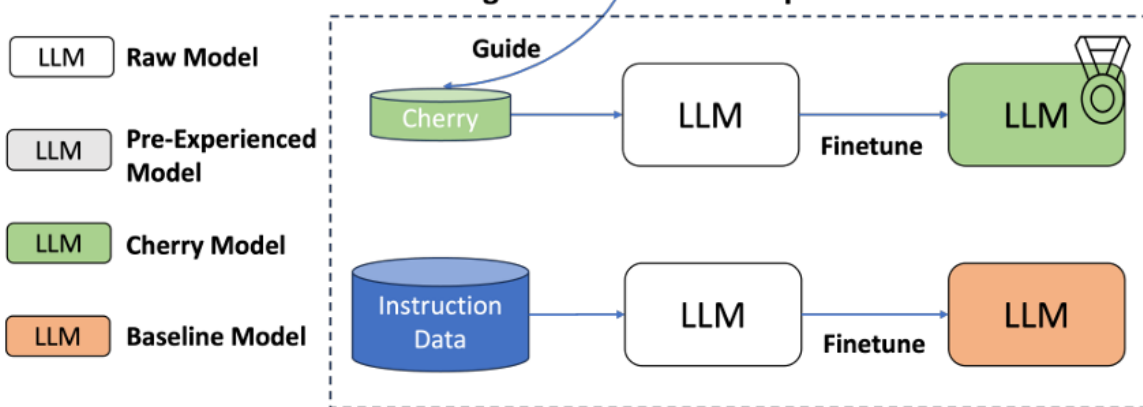 Guide
LLM Raw Model
Cherry
LLM
LLM
Finetune
LLM Pre-Experienced
Model
LLM Cherry Model
LLM Baseline Model
Instruction
Data
LLM
LLM
Finetune